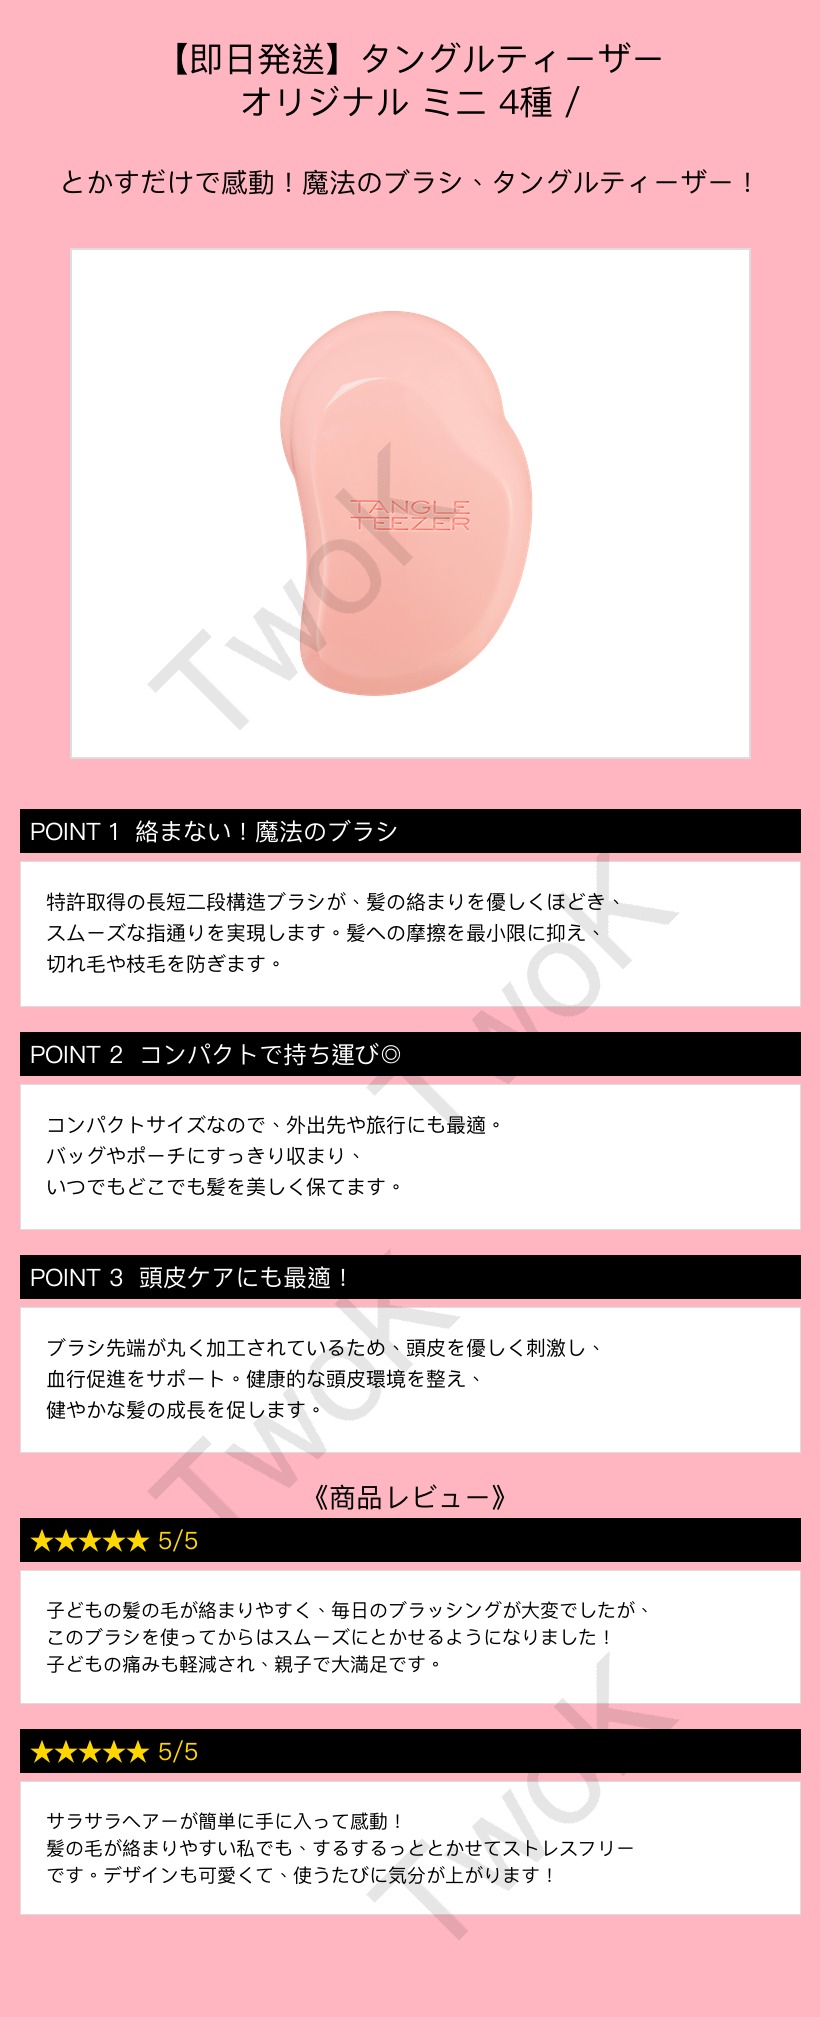 【即日発送】タングルティーザー
オリジナル ミニ 4種 /
とかすだけで感動！魔法のブラシ、タングルティーザー！
TANGLE
TEEZER
TwoK
POINT 1 絡まない！魔法のブラシ
特許取得の長短二段構造ブラシが、髪の絡まりを優しくほどき、
スムーズな指通りを実現します。髪への摩擦を最小限に抑え、
切れ毛や枝毛を防ぎます。
TwoK
POINT 2 コンパクトで持ち運び◎
コンパクトサイズなので、外出先や旅行にも最適。
バッグやポーチにすっきり収まり、
いつでもどこでも髪を美しく保てます。
POINT 3 頭皮ケアにも最適！
ブラシ先端が丸く加工されているため、頭皮を優しく刺激し、
血行促進をサポート。健康的な頭皮環境を整え、
健やかな髪の成長を促します。
TwoK
《商品レビュー》
★★★★★ 5/5
子どもの髪の毛が絡まりやすく、毎日のブラッシングが大変でしたが、
このブラシを使ってからはスムーズにとかせるようになりました！
子どもの痛みも軽減され、親子で大満足です。
★★★★★ 5/5
サラサラヘアーが簡単に手に入って感動！
髪の毛が絡まりやすい私でも、するするっととかせてストレスフリー
です。デザインも可愛くて、使うたびに気分が上がります！
TwoK